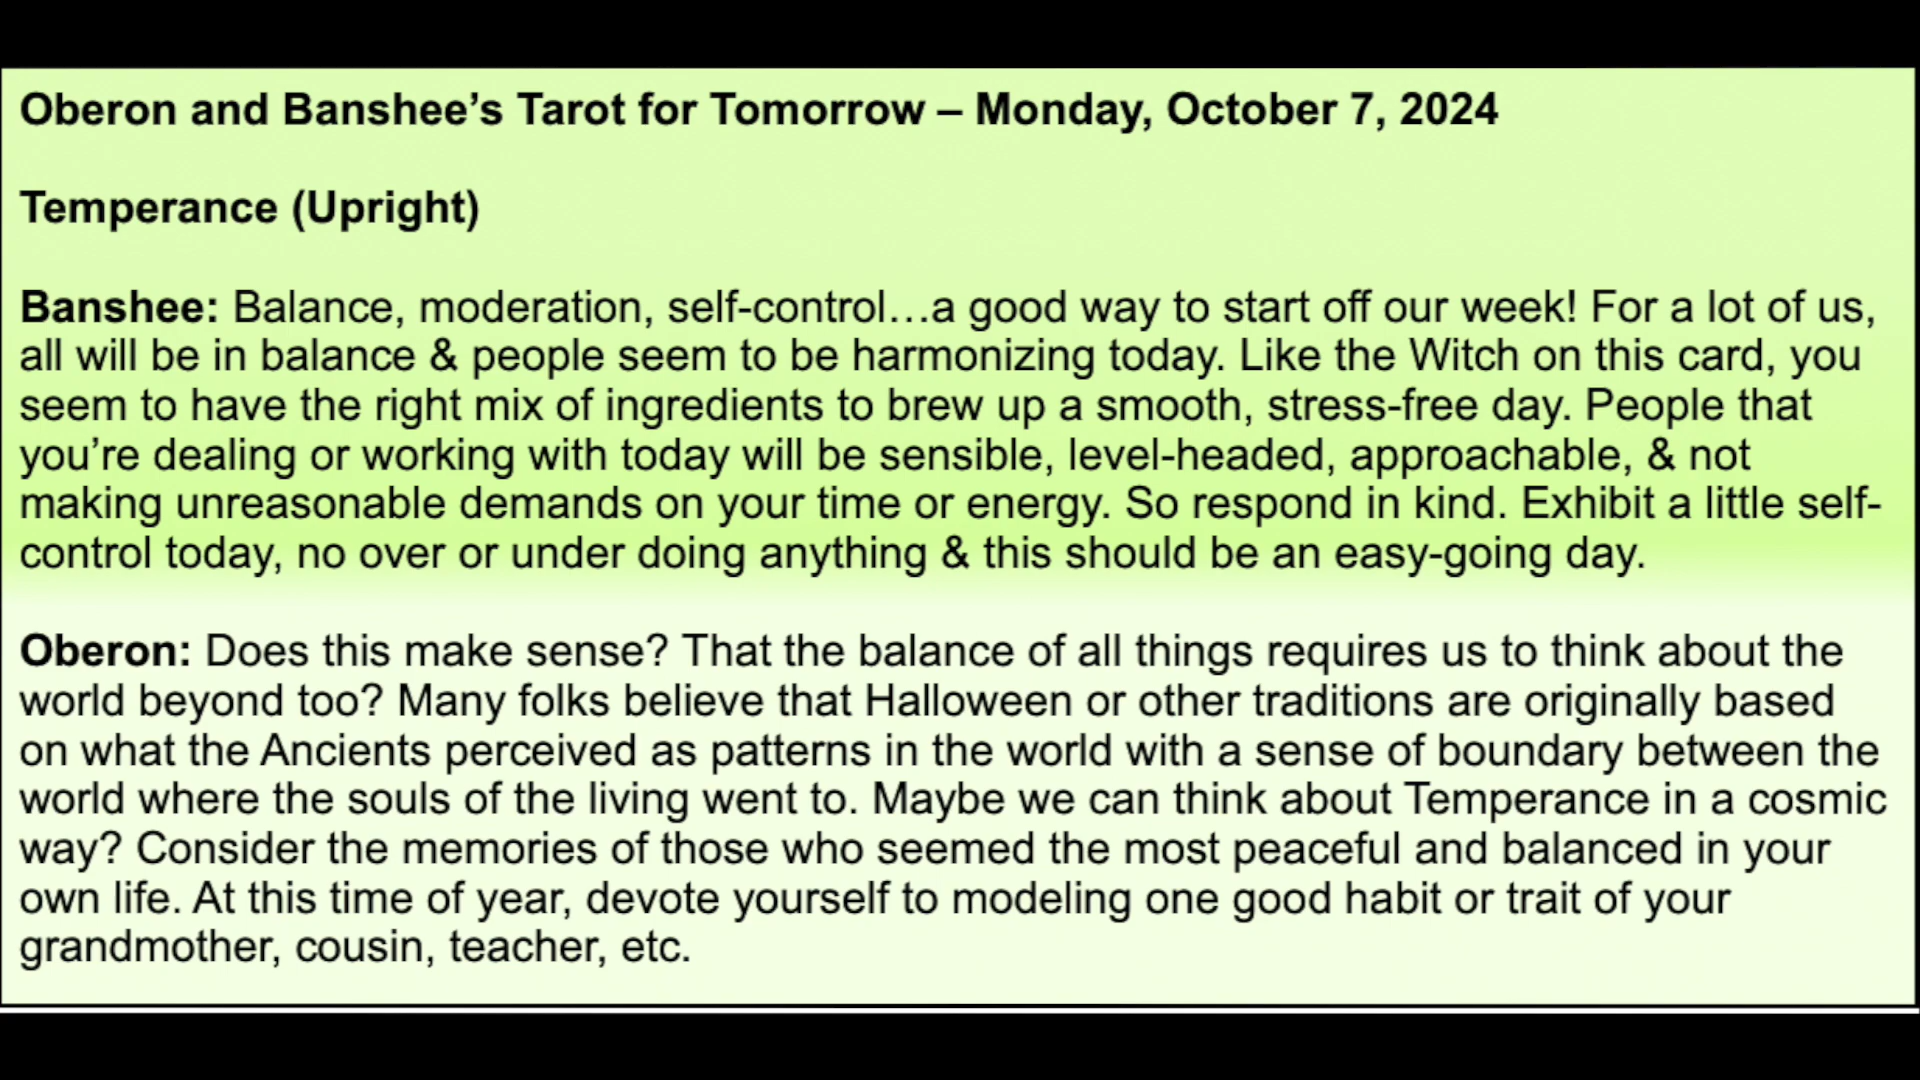 Oberon and Banshee’s Tarot for Tomorrow – Monday, October 7, 2024
Temperance (Upright)
Banshee: Balance, moderation, self-control…a good way to start off our week! For a lot of us,
all will be in balance & people seem to be harmonizing today. Like the Witch on this card, you
seem to have the right mix of ingredients to brew up a smooth, stress-free day. People that
you’re dealing or working with today will be sensible, level-headed, approachable, & not
making unreasonable demands on your time or energy. So respond in kind. Exhibit a little self-
control today, no over or under doing anything & this should be an easy-going day.
Oberon: Does this make sense? That the balance of all things requires us to think about the
world beyond too? Many folks believe that Halloween or other traditions are originally based
on what the Ancients perceived as patterns in the world with a sense of boundary between the
world where the souls of the living went to. Maybe we can think about Temperance in a cosmic
way? Consider the memories of those who seemed the most peaceful and balanced in your
own life. At this time of year, devote yourself to modeling one good habit or trait of your
grandmother, cousin, teacher, etc.